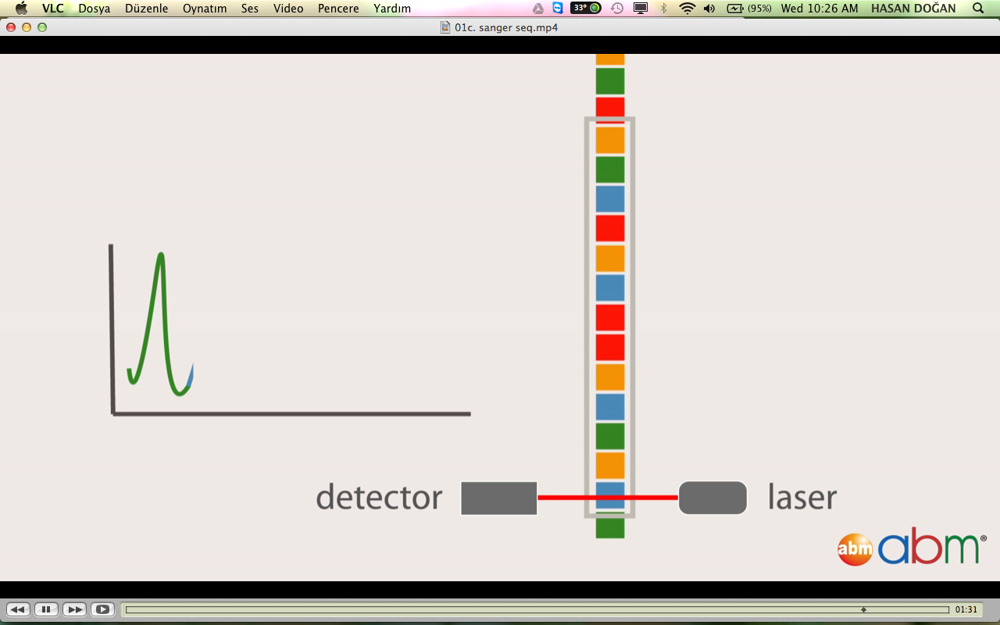 VLC Dosya Düzenle Oynatım Ses Video Pencere Yardım 33° (95%) Wed 10:26 AM HASAN DOĞAN
01c. sanger seq.mp4
detector laser
abm abm®
01:31